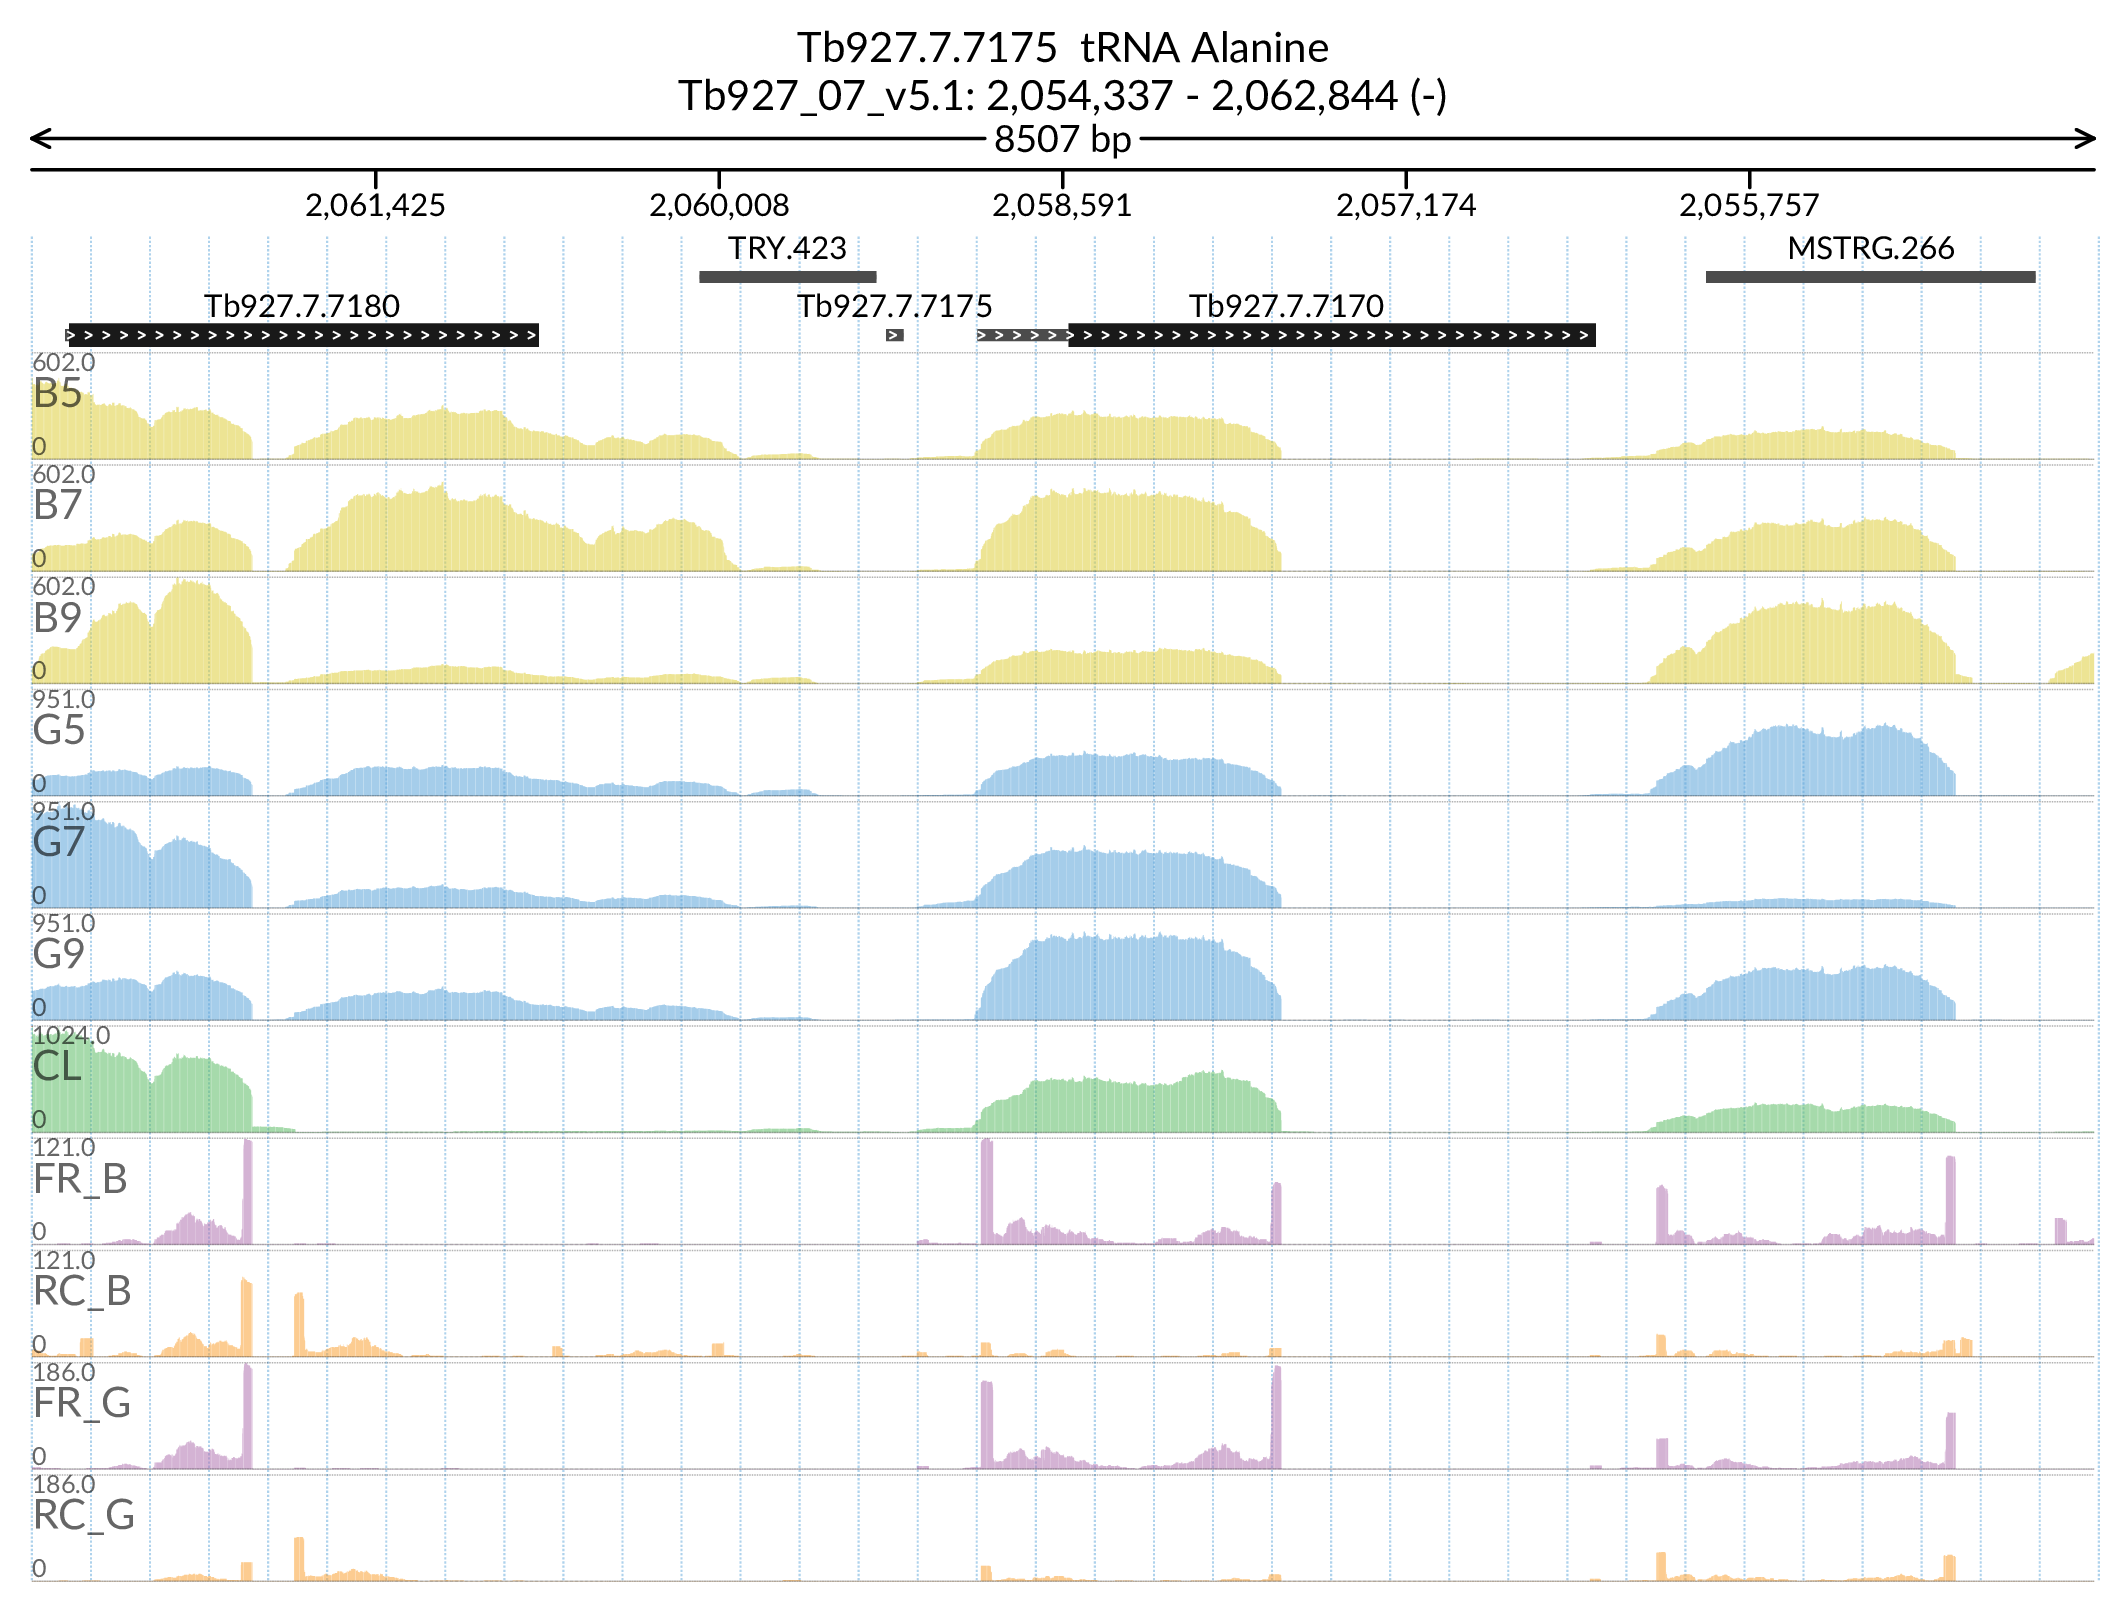 Tb927.7.7175 tRNA Alanine
Tb927_07_v5.1: 2,054,337 - 2,062,844 (-)
8507 bp
2,061,425 2,060,008 2,058,591 2,057,174 2,055,757
TRY.423 MSTRG.266
Tb927.7.7180 Tb927.7.7175 Tb927.7.7170
602.0
B5
0
602.0
B7
0
602.0
B9
0
951.0
G5
0
951.0
G7
0
951.0
G9
0
1024.0
CL
0
121.0
FR_B
0
121.0
RC_B
0
186.0
FR_G
0
186.0
RC_G
0